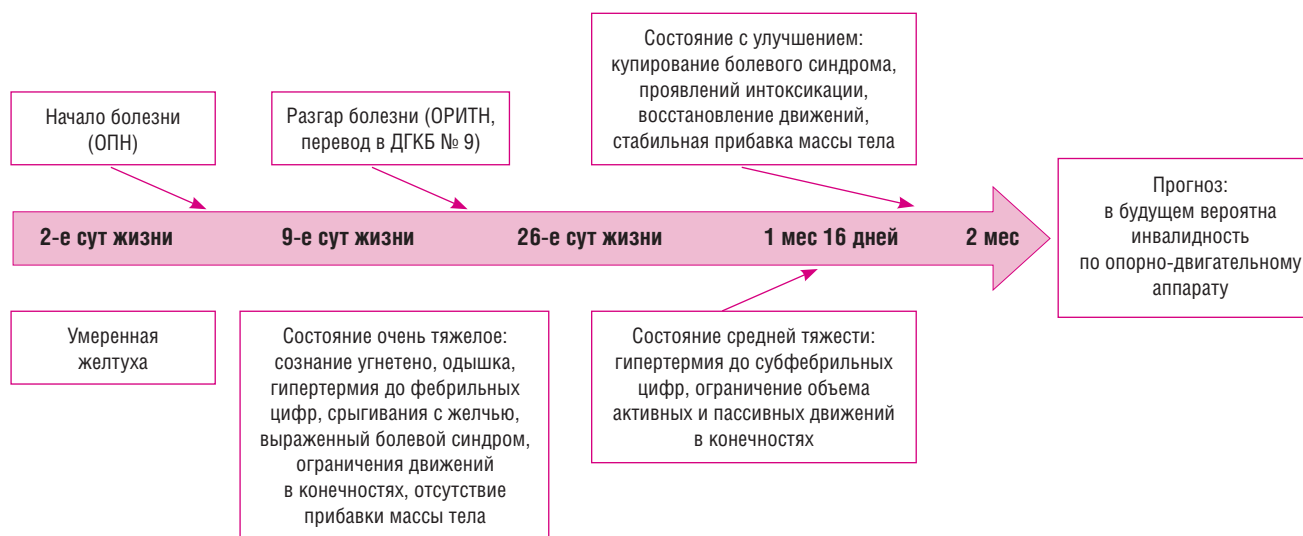 Начало болезни
(ОПН)
Разгар болезни (ОРИТН,
перевод в ДГКБ № 9)
Состояние с улучшением:
купирование болевого синдрома,
проявлений интоксикации,
восстановление движений,
стабильная прибавка массы тела
2-е сут жизни
9-е сут жизни
26-е сут жизни
1 мес 16 дней
2 мес
Прогноз:
в будущем вероятна
инвалидность
по опорно-двигательному
аппарату
Умеренная
желтуха
Состояние очень тяжелое:
сознание угнетено, одышка,
гипертермия до фебрильных
цифр, срыгивания с желчью,
выраженный болевой синдром,
ограничения движений
в конечностях, отсутствие
прибавки массы тела
Состояние средней тяжести:
гипертермия до субфебрильных
цифр, ограничение объема
активных и пассивных движений
в конечностях